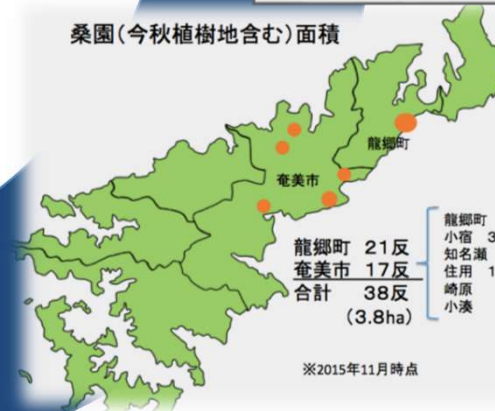 桑園(今秋植樹地含む)面積
龍郷町
奄美市
龍郷町 21反
奄美市 17反
合計 38反
(3.8ha)
龍郷町
小宿 3
知名瀬
住用 1
崎原
小湊
※2015年11月時点